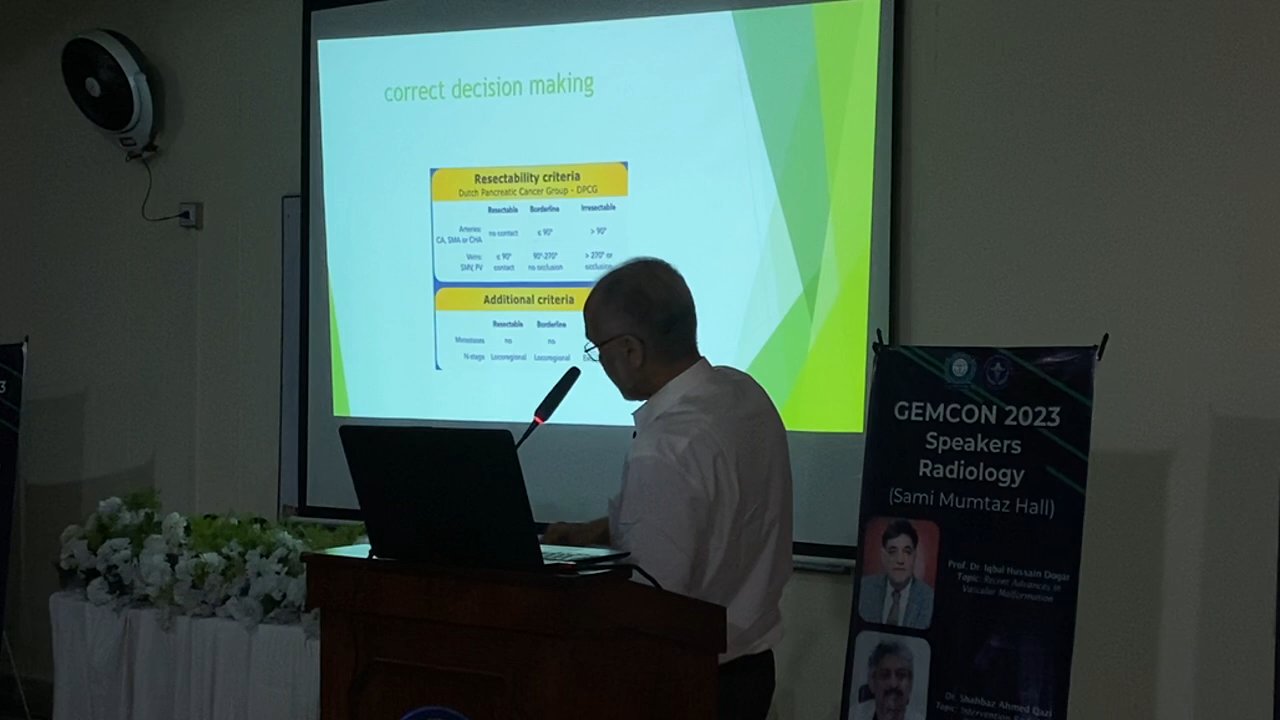 correct decision making
Resectability criteria
Dutch Pancreatic Cancer Group - DPCG
Resectable Borderline Irresectable
Arteries: no contact ≤ 90° > 90°
CA, SMA or CHA
Veins: ≤ 90° 90°-270° > 270° or
SMV, PV contact no occlusion occlusion
Additional criteria
Resectable Borderline
Metastases no no
N-stage Locoregional Locoregional
3
GEMCON 2023
Speakers
Radiology
(Sami Mumtaz Hall)
Prof. Dr. Iqbal Hussain Dogar
Topic: Recent Advances in
Vascular Malformation
Dr. Shahbaz Ahmed Qazi
Topic: